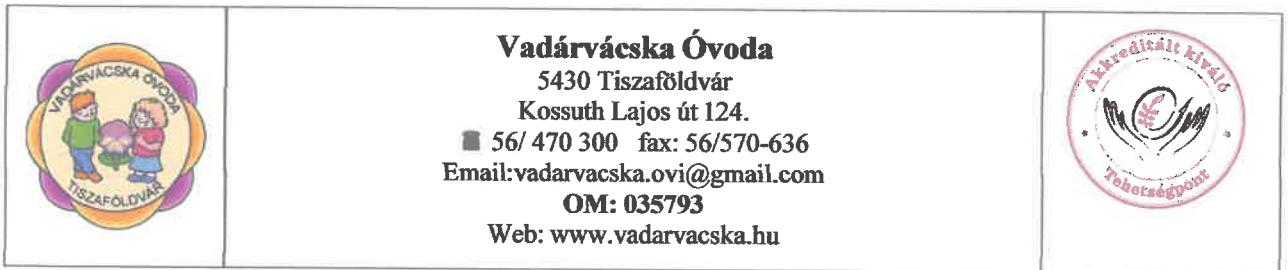 VADÁRVÁCSKA ÓVODA
TISZAFÖLDVÁR
Vadárvácska Óvoda
5430 Tiszaföldvár
Kossuth Lajos út 124.
☎ 56/ 470 300 fax: 56/570-636
Email:vadarvacska.ovi@gmail.com
OM: 035793
Web: www.vadarvacska.hu
Akkreditált kiváló
Tehetségpont